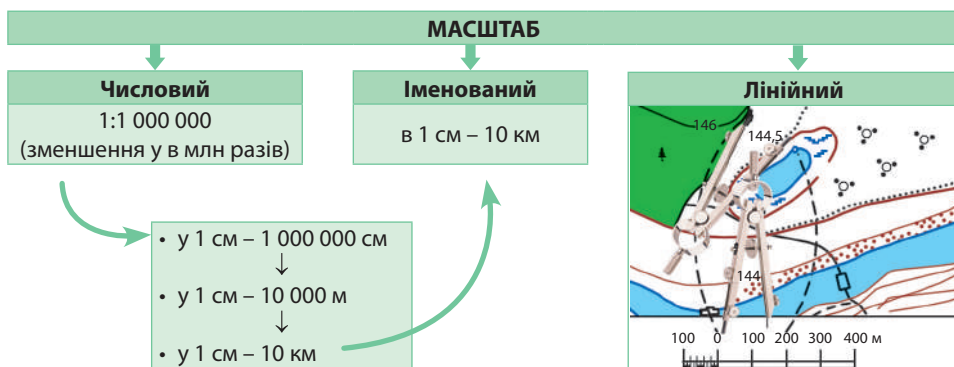 МАСШТАБ
Числовий
1:1 000 000
(зменшення у в млн разів)
Іменований
в 1 см – 10 км
Лінійний
146
144,5
144
100 0 100 200 300 400 м
• у 1 см – 1 000 000 см
↓
• у 1 см – 10 000 м
↓
• у 1 см – 10 км